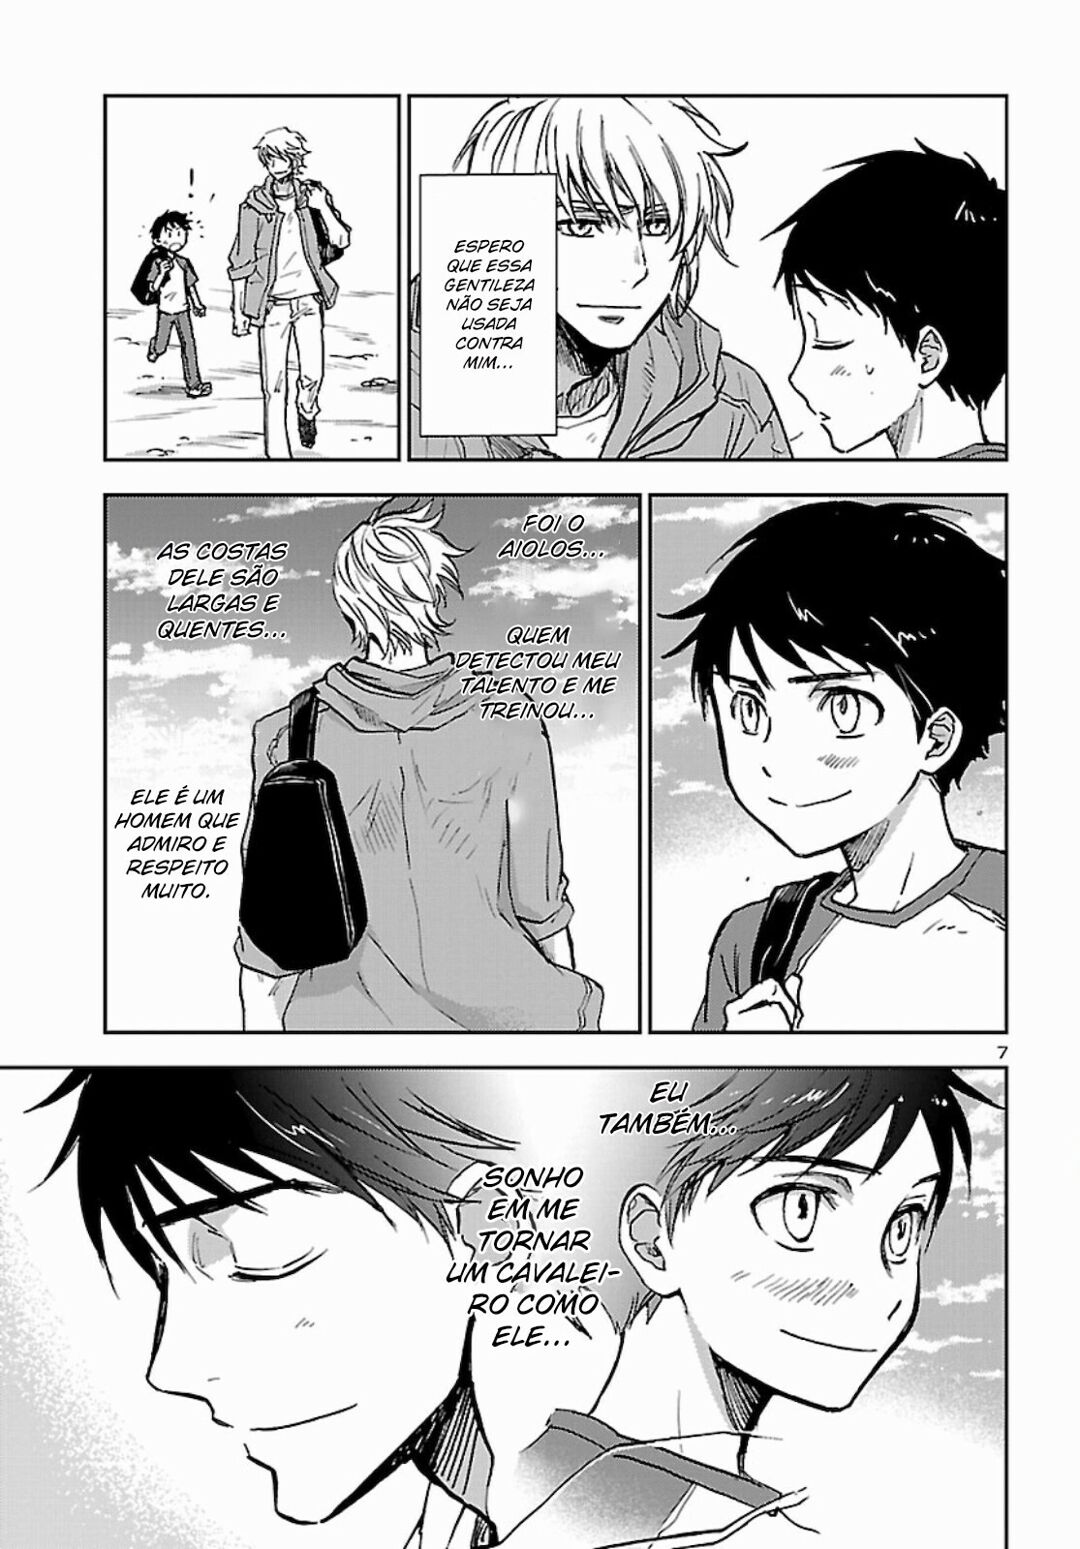 !
ESPERO
QUE ESSA
GENTILEZA
NÃO SEJA
USADA
CONTRA
MIM...
FOI O
AIOLOS...
QUEM
DETECTOU MEU
TALENTO E ME
TREINOU...
AS COSTAS
DELE SÃO
LARGAS E
QUENTES...
ELE É UM
HOMEM QUE
ADMIRO E
RESPEITO
MUITO.
7
EU
TAMBÉM...
SONHO
EM ME
TORNAR
UM CAVALEI-
RO COMO
ELE...